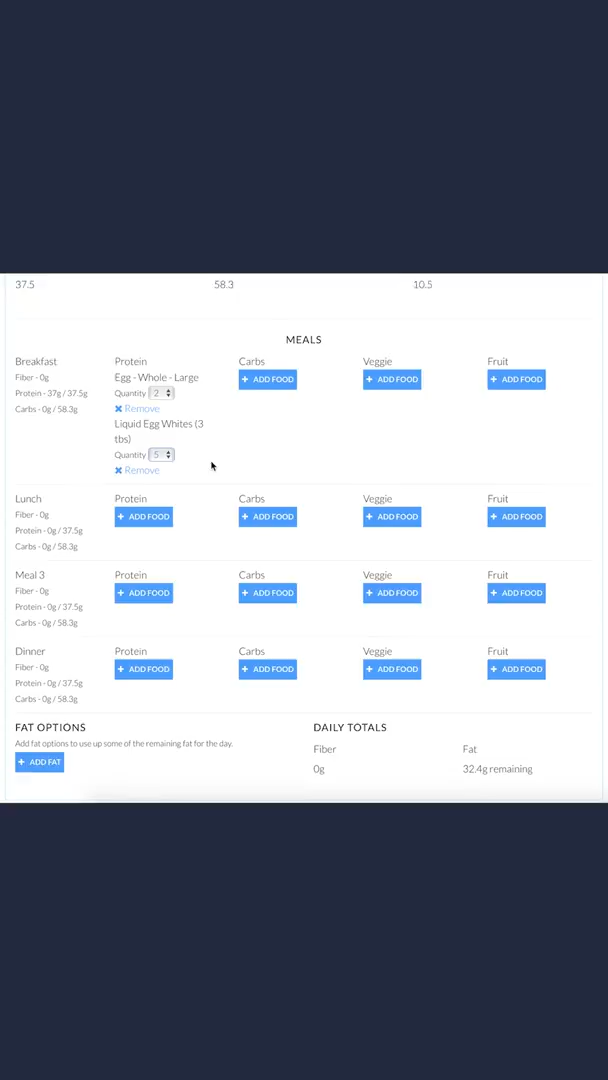 37.5 58.3 10.5
MEALS
Breakfast
Fiber - 0g
Protein - 37g / 37.5g
Carbs - 0g / 58.3g
Protein
Egg - Whole - Large
Quantity 2
✖ Remove
Liquid Egg Whites (3
tbs)
Quantity 5
✖ Remove
Carbs
+ ADD FOOD
Veggie
+ ADD FOOD
Fruit
+ ADD FOOD
Lunch
Fiber - 0g
Protein - 0g / 37.5g
Carbs - 0g / 58.3g
Protein
+ ADD FOOD
Carbs
+ ADD FOOD
Veggie
+ ADD FOOD
Fruit
+ ADD FOOD
Meal 3
Fiber - 0g
Protein - 0g / 37.5g
Carbs - 0g / 58.3g
Protein
+ ADD FOOD
Carbs
+ ADD FOOD
Veggie
+ ADD FOOD
Fruit
+ ADD FOOD
Dinner
Fiber - 0g
Protein - 0g / 37.5g
Carbs - 0g / 58.3g
Protein
+ ADD FOOD
Carbs
+ ADD FOOD
Veggie
+ ADD FOOD
Fruit
+ ADD FOOD
FAT OPTIONS
Add fat options to use up some of the remaining fat for the day.
+ ADD FAT
DAILY TOTALS
Fiber
0g
Fat
32.4g remaining